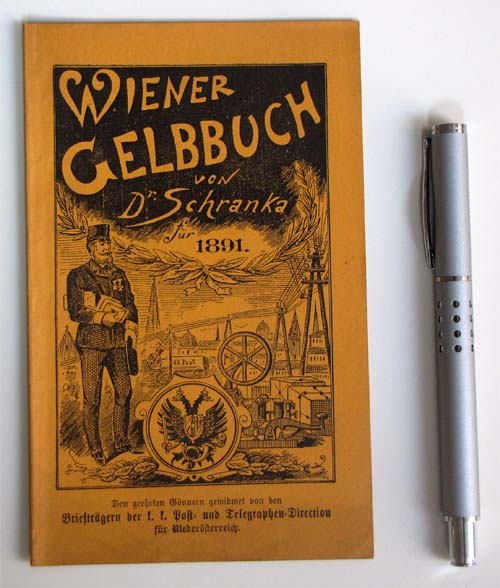 WIENER
GELBBUCH
VON
Dr. Schranka
für
1891.
K.K. Post
Den geehrten Gönnern gewidmet von den
Briefträgern der k. k. Post- und Telegraphen-Direction
für Niederösterreich.